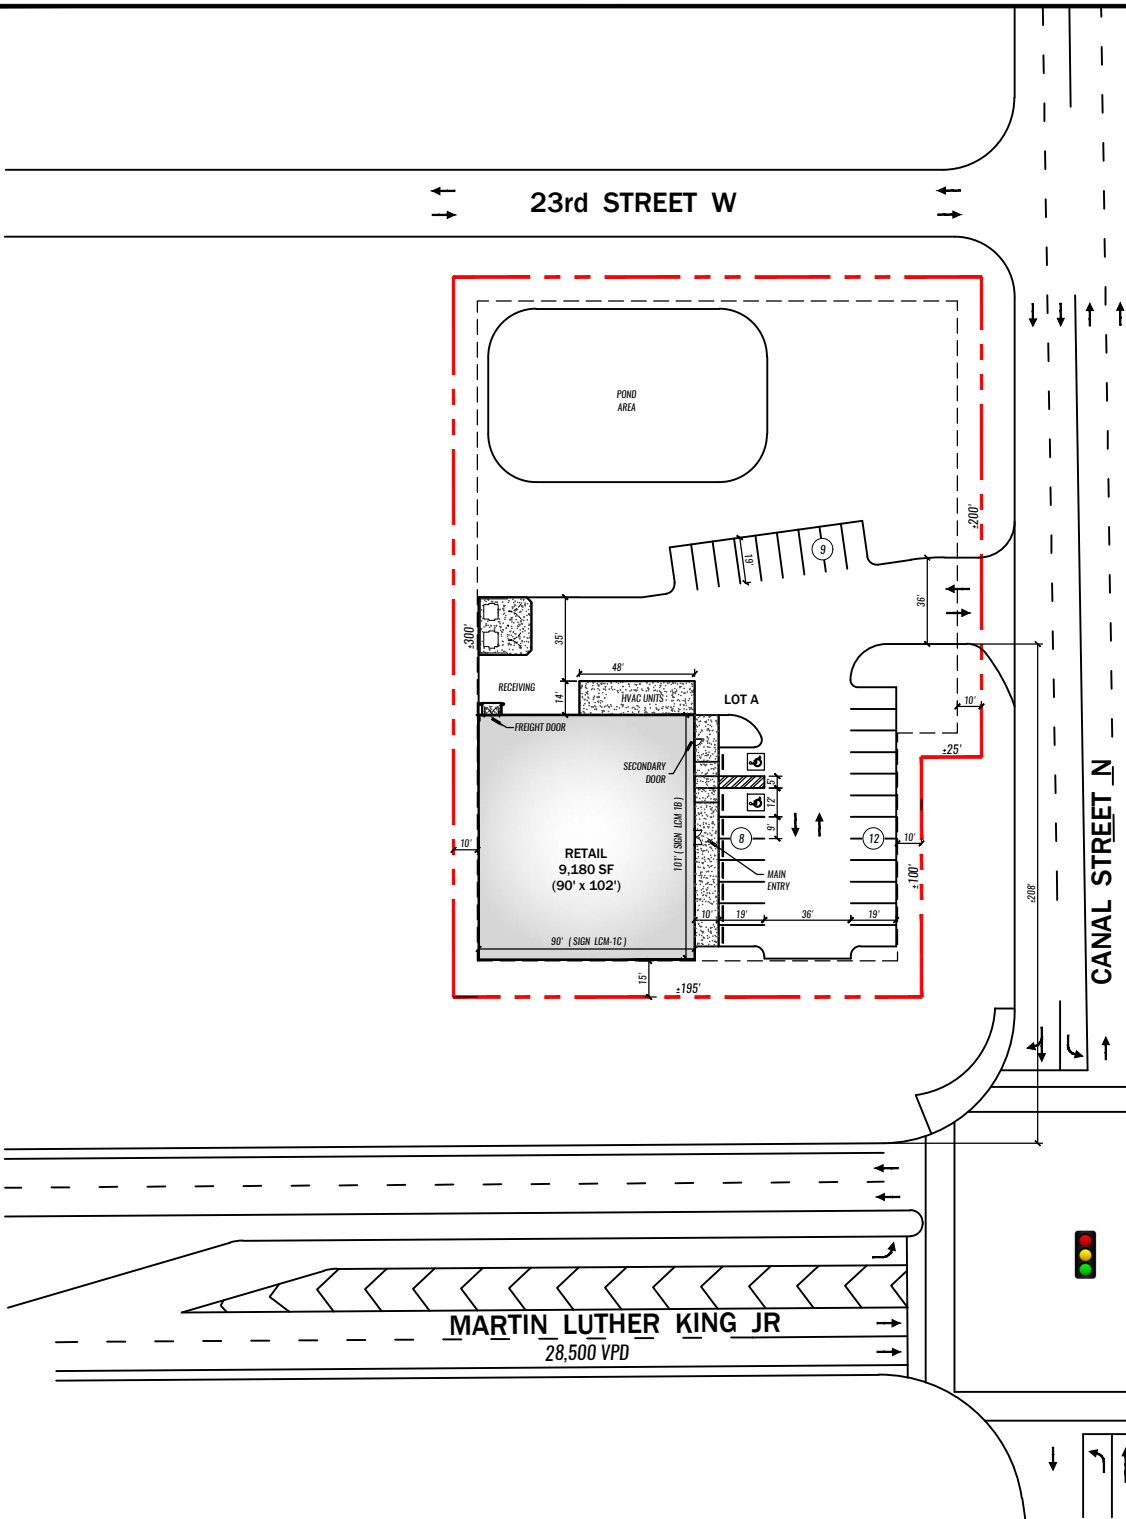 23rd STREET W
POND
AREA
±200'
9
19'
36'
±300'
35'
48'
RECEIVING
14'
HVAC UNITS
LOT A
10'
FREIGHT DOOR
±25'
SECONDARY
DOOR
5'
12'
9'
101' ( SIGN LCM 1B )
8
12
10'
10'
RETAIL
9,180 SF
(90' x 102')
MAIN
ENTRY
±100'
±208'
CANAL STREET N
10'
19'
36'
19'
90' ( SIGN LCM-1C )
15'
±195'
MARTIN LUTHER KING JR
28,500 VPD